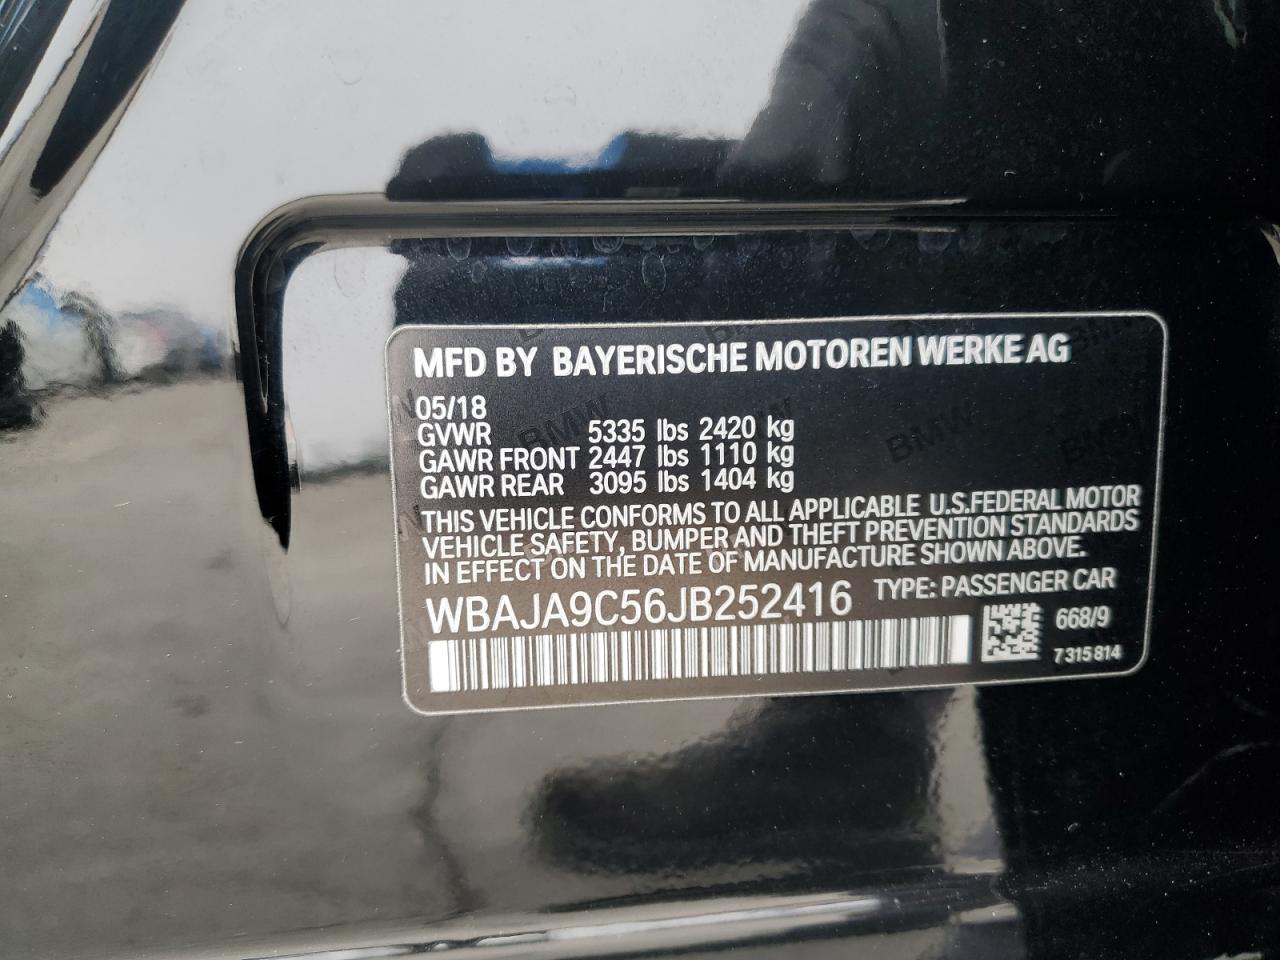 MFD BY BAYERISCHE MOTOREN WERKE AG
05/18
GVWR 5335 lbs 2420 kg
GAWR FRONT 2447 lbs 1110 kg
GAWR REAR 3095 lbs 1404 kg
THIS VEHICLE CONFORMS TO ALL APPLICABLE U.S.FEDERAL MOTOR
VEHICLE SAFETY, BUMPER AND THEFT PREVENTION STANDARDS
IN EFFECT ON THE DATE OF MANUFACTURE SHOWN ABOVE.
WBAJA9C56JB252416 TYPE: PASSENGER CAR
668/9
7315814